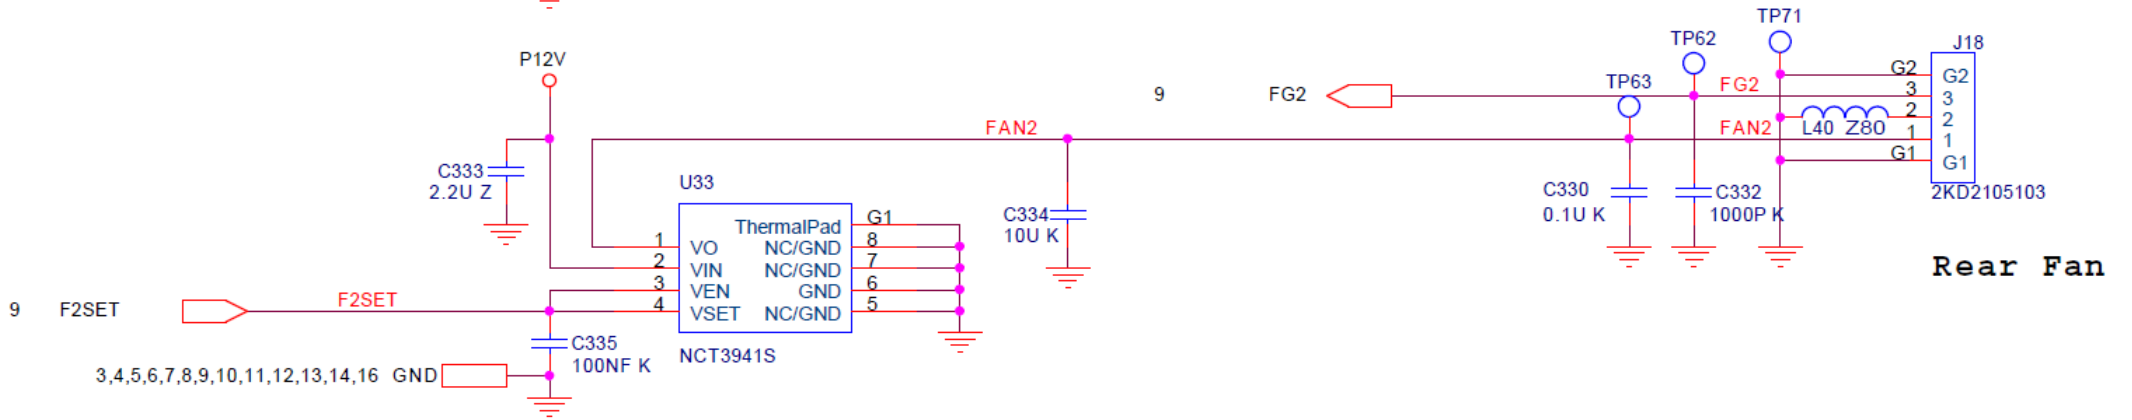 TP71
TP62
J18
P12V
TP63
G2 G2
9 FG2 FG2 3 3
2 2
L40 Z80
FAN2 FAN2 1 1
G1 G1
C333
2.2U Z
U33
C330 C332
0.1U K 1000P K
2KD2105103
C334
10U K
ThermalPad G1
1 VO NC/GND 8
2 VIN NC/GND 7
3 VEN GND 6
4 VSET NC/GND 5
Rear Fan
9 F2SET F2SET
C335
100NF K
NCT3941S
3,4,5,6,7,8,9,10,11,12,13,14,16 GND